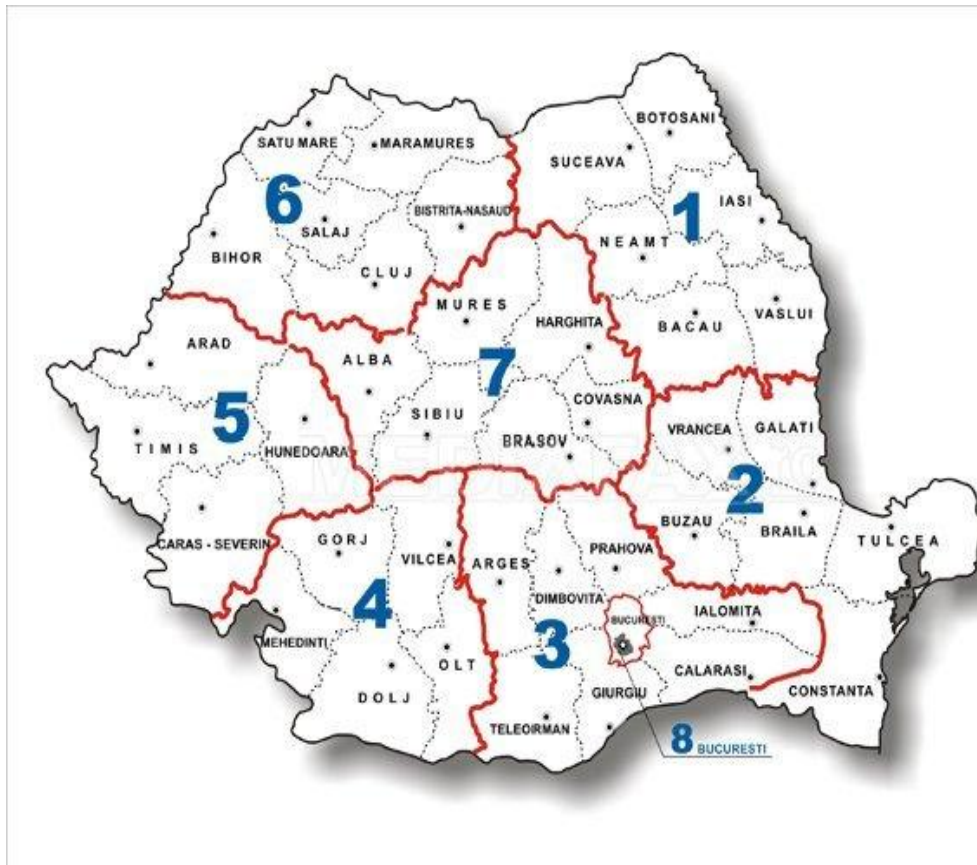 BOTOSANI
SATU MARE
MARAMURES
SUCEAVA
6
BISTRITA-NASAUD
1
IASI
SALAJ
NEAMT
BIHOR
CLUJ
MURES
HARGHITA
BACAU
VASLUI
ARAD
ALBA
7
5
SIBIU
COVASNA
BRASOV
TIMIS
HUNEDOARA
VRANCEA
GALATI
2
MEDIAFAX
CARAS - SEVERIN
GORJ
VILCEA
ARGES
PRAHOVA
BUZAU
BRAILA
TULCEA
DIMBOVITA
4
BUCURESTI
IALOMITA
MEHEDINTI
3
OLT
DOLJ
GIURGIU
CALARASI
CONSTANTA
TELEOIRMAN
8 BUCURESTI